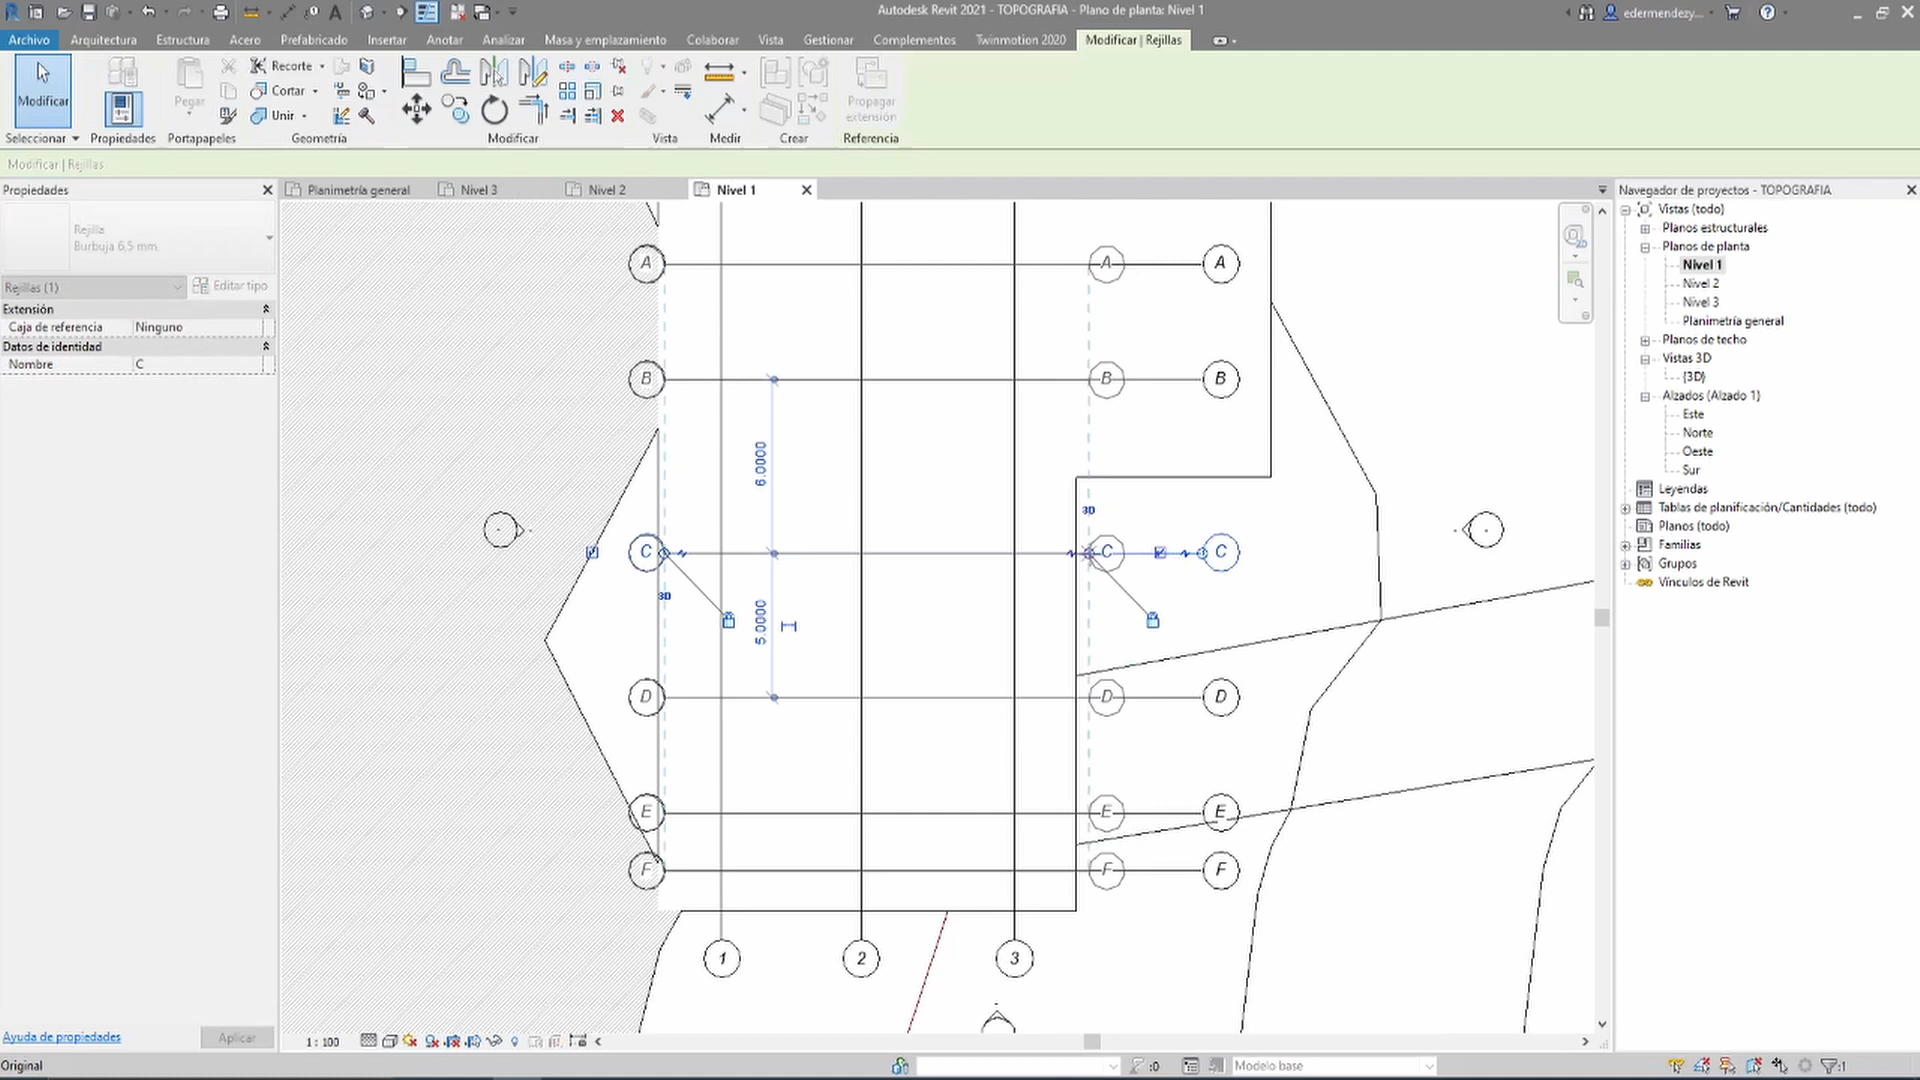 Autodesk Revit 2021 - TOPOGRAFIA - Plano de planta: Nivel 1
edermendezy...
Archivo Arquitectura Estructura Acero Prefabricado Insertar Anotar Analizar Masa y emplazamiento Colaborar Vista Gestionar Complementos Twinmotion 2020 Modificar | Rejillas
Modificar
Pegar
Recorte
Cortar
Unir
Propagar extensión
Seleccionar Propiedades Portapapeles Geometría Modificar Vista Medir Crear Referencia
Modificar | Rejillas
Propiedades
Rejilla
Burbuja 6,5 mm.
Rejillas (1)
Editar tipo
Extensión
Caja de referencia Ninguno
Datos de identidad
Nombre C
Ayuda de propiedades
Aplicar
Planimetría general Nivel 3 Nivel 2 Nivel 1
A A A
B B B
6.0000
3D
C C C
3D
5.0000
D D D
E E E
F F F
1 2 3
1 : 100
Navegador de proyectos - TOPOGRAFIA
Vistas (todo)
Planos estructurales
Planos de planta
Nivel 1
Nivel 2
Nivel 3
Planimetría general
Planos de techo
Vistas 3D
{3D}
Alzados (Alzado 1)
Este
Norte
Oeste
Sur
Leyendas
Tablas de planificación/Cantidades (todo)
Planos (todo)
Familias
Grupos
Vínculos de Revit
Original
:0
Modelo base
:1